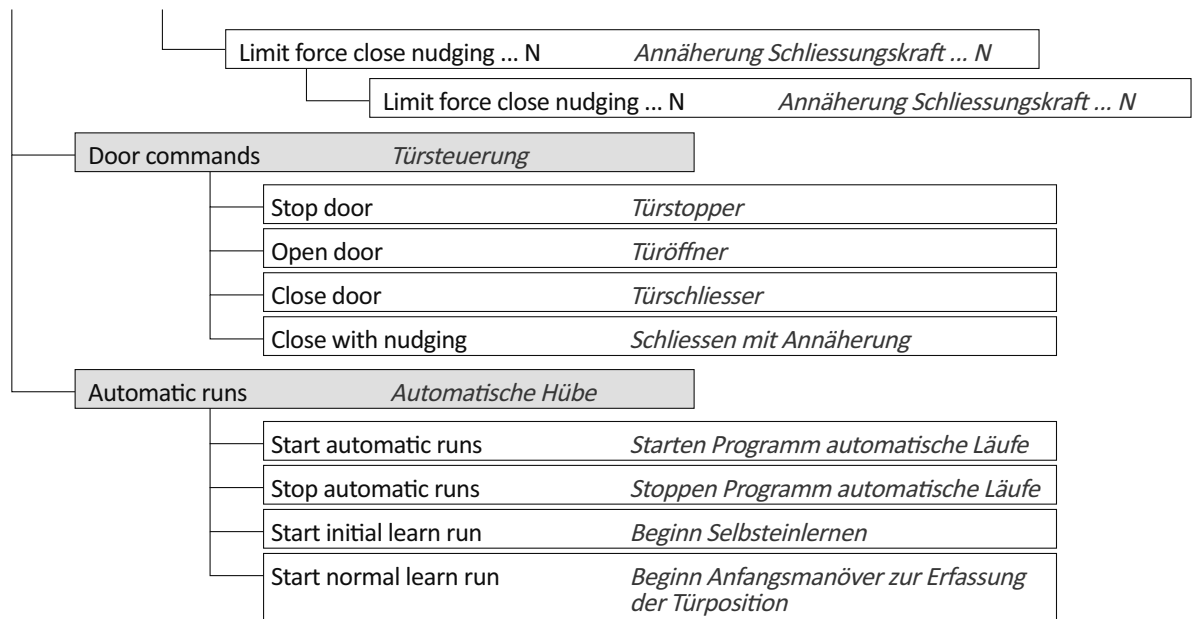 Limit force close nudging ... N Annäherung Schliessungskraft ... N
Limit force close nudging ... N Annäherung Schliessungskraft ... N
Door commands Türsteuerung
Stop door Türstopper
Open door Türöffner
Close door Türschliesser
Close with nudging Schliessen mit Annäherung
Automatic runs Automatische Hübe
Start automatic runs Starten Programm automatische Läufe
Stop automatic runs Stoppen Programm automatische Läufe
Start initial learn run Beginn Selbsteinlernen
Start normal learn run Beginn Anfangsmanöver zur Erfassung
der Türposition